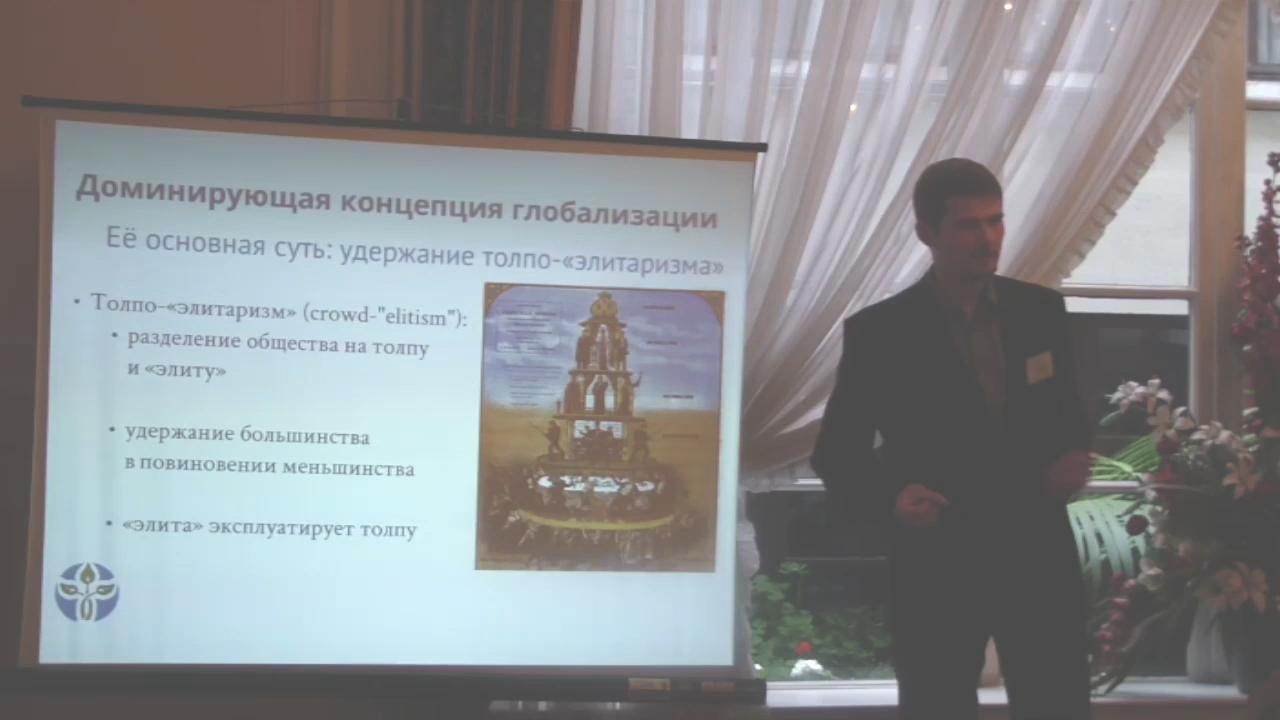 Доминирующая концепция глобализации
Её основная суть: удержание толпо-«элитаризма»
• Толпо-«элитаризм» (crowd-"elitism"):
• разделение общества на толпу
и «элиту»
• удержание большинства
в повиновении меньшинства
• «элита» эксплуатирует толпу